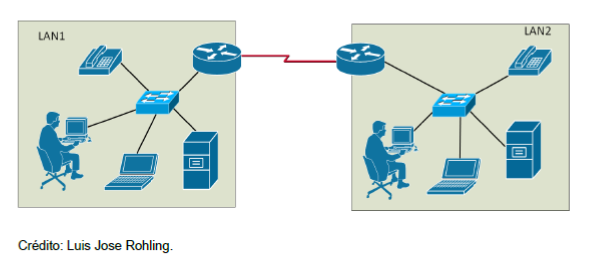 LAN1
LAN2
Crédito: Luis Jose Rohling.